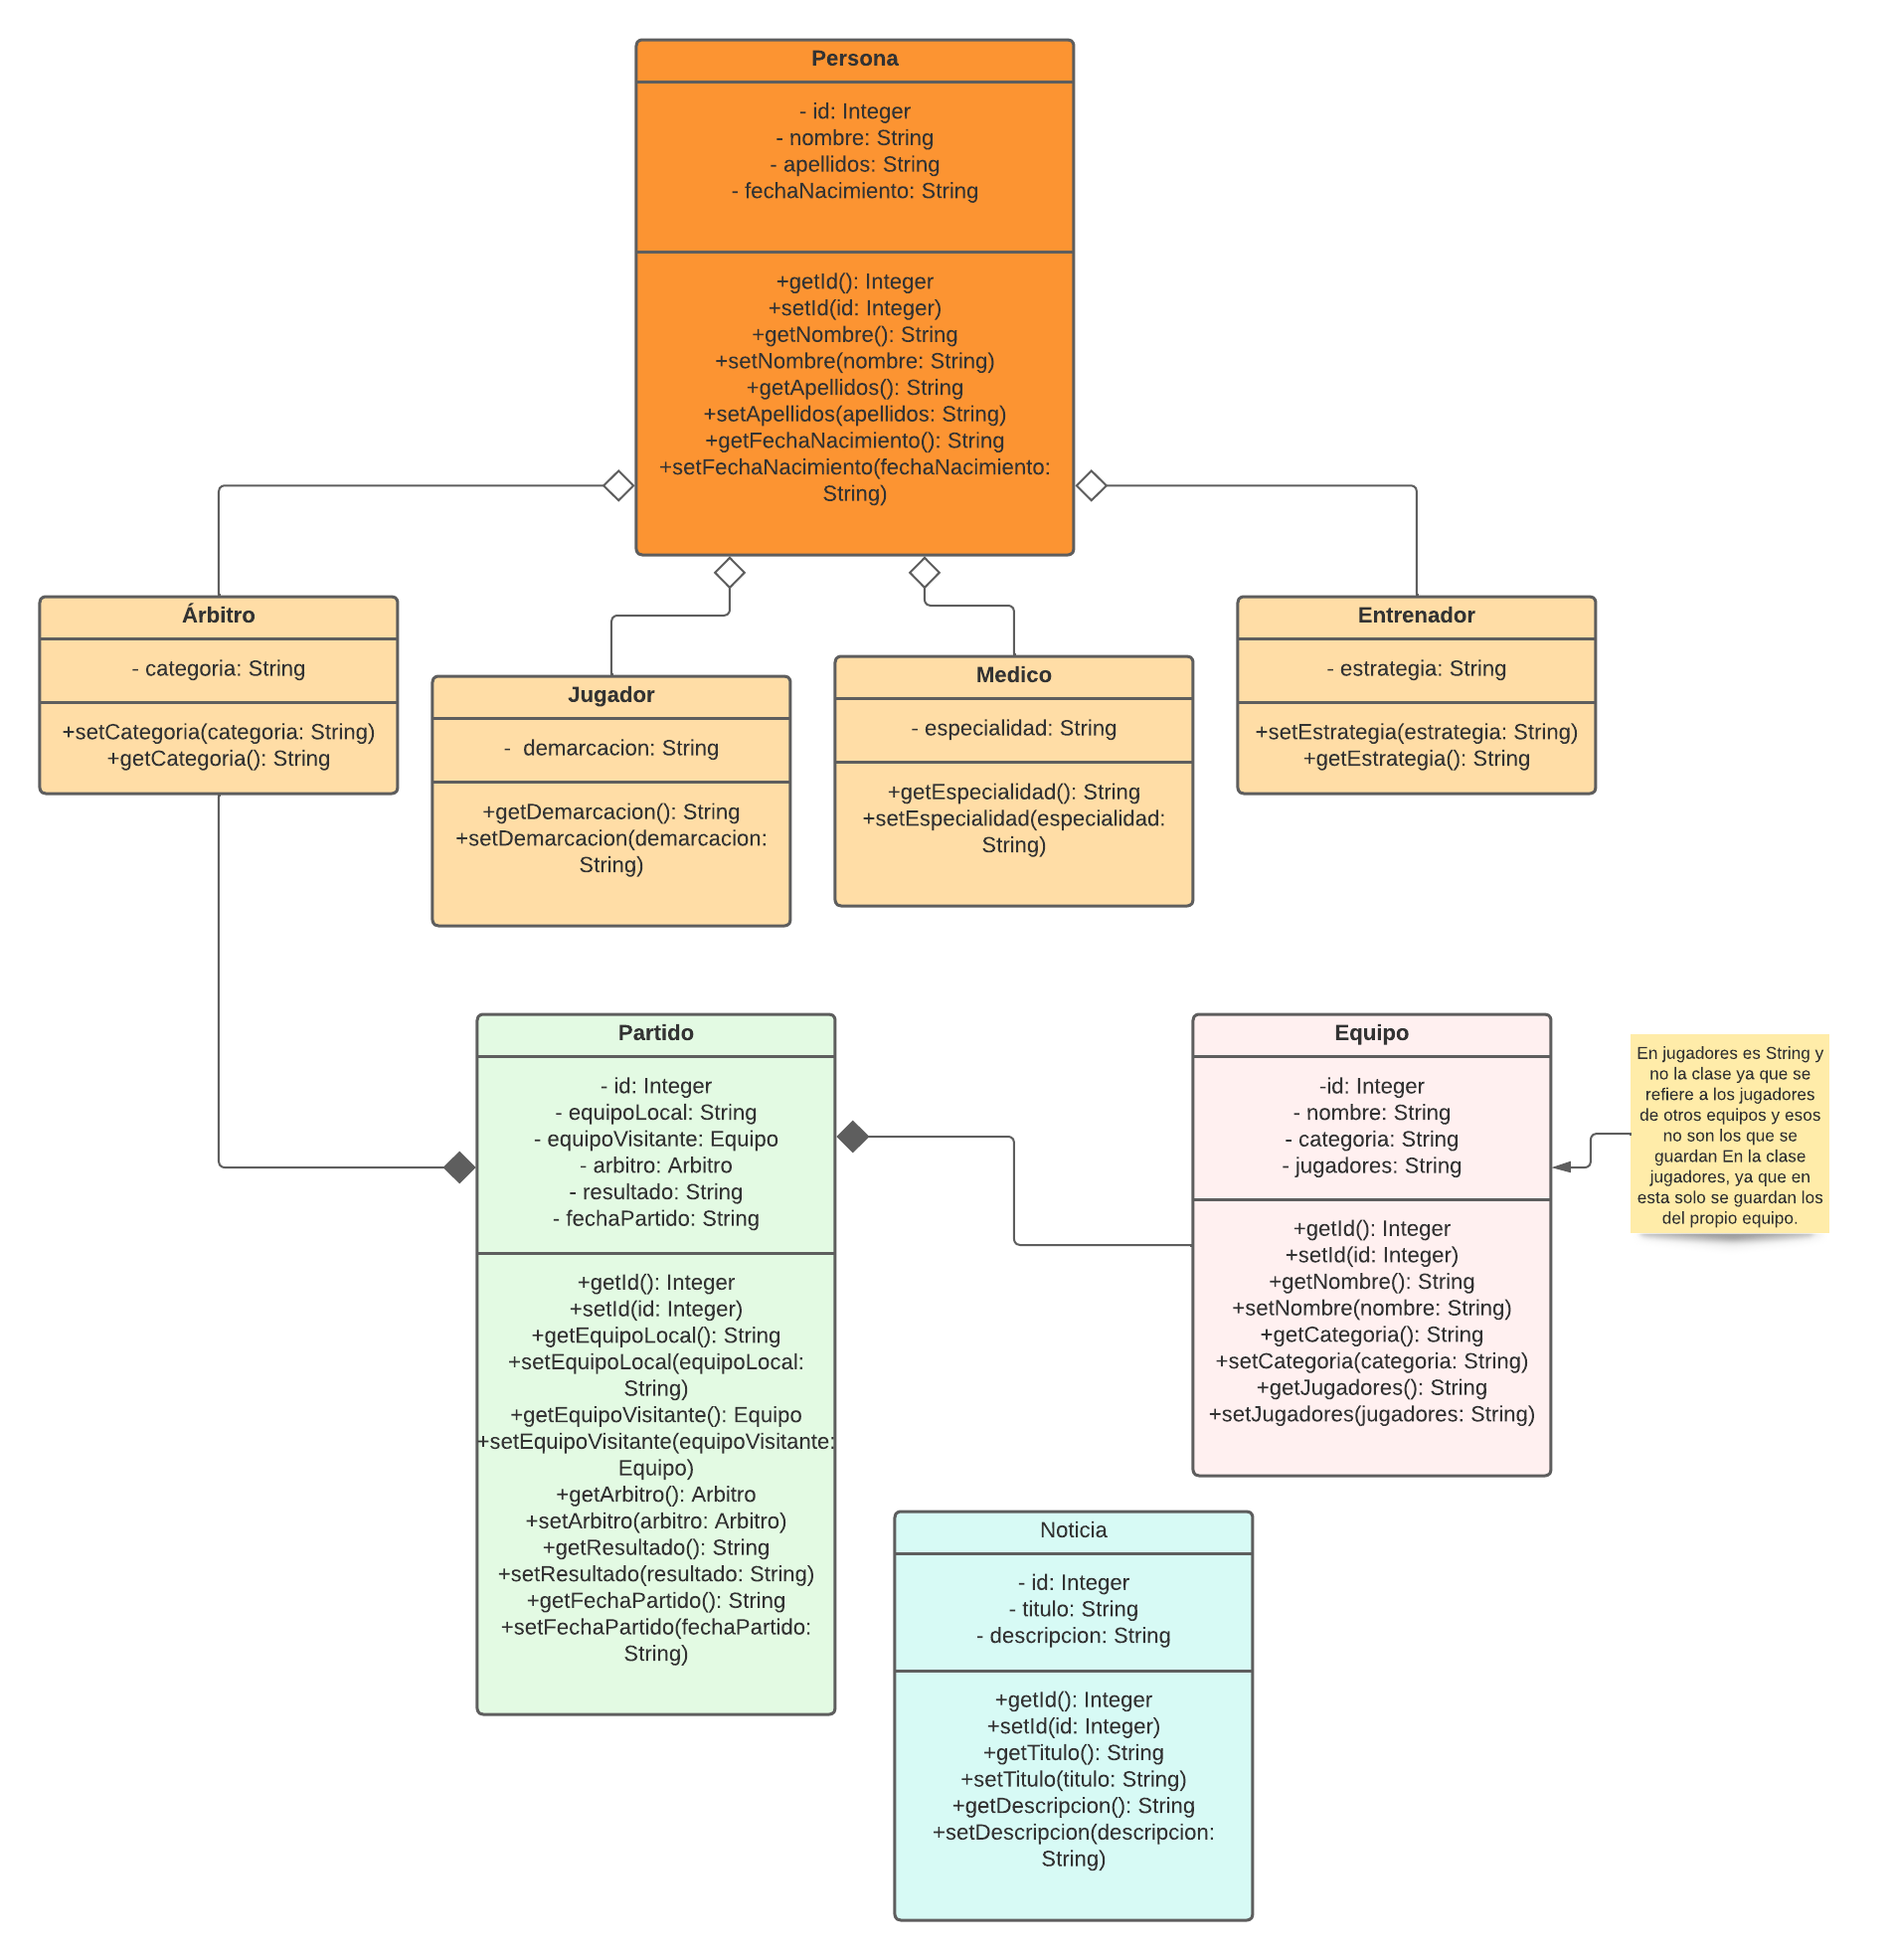 Persona
- id: Integer
- nombre: String
- apellidos: String
- fechaNacimiento: String
+getId(): Integer
+setId(id: Integer)
+getNombre(): String
+setNombre(nombre: String)
+getApellidos(): String
+setApellidos(apellidos: String)
+getFechaNacimiento(): String
+setFechaNacimiento(fechaNacimiento:
String)
Árbitro
- categoria: String
+setCategoria(categoria: String)
+getCategoria(): String
Jugador
- demarcacion: String
+getDemarcacion(): String
+setDemarcacion(demarcacion:
String)
Medico
- especialidad: String
+getEspecialidad(): String
+setEspecialidad(especialidad:
String)
Entrenador
- estrategia: String
+setEstrategia(estrategia: String)
+getEstrategia(): String
Partido
- id: Integer
- equipoLocal: String
- equipoVisitante: Equipo
- arbitro: Arbitro
- resultado: String
- fechaPartido: String
+getId(): Integer
+setId(id: Integer)
+getEquipoLocal(): String
+setEquipoLocal(equipoLocal:
String)
+getEquipoVisitante(): Equipo
+setEquipoVisitante(equipoVisitante:
Equipo)
+getArbitro(): Arbitro
+setArbitro(arbitro: Arbitro)
+getResultado(): String
+setResultado(resultado: String)
+getFechaPartido(): String
+setFechaPartido(fechaPartido:
String)
Equipo
-id: Integer
- nombre: String
- categoria: String
- jugadores: String
+getId(): Integer
+setId(id: Integer)
+getNombre(): String
+setNombre(nombre: String)
+getCategoria(): String
+setCategoria(categoria: String)
+getJugadores(): String
+setJugadores(jugadores: String)
En jugadores es String y
no la clase ya que se
refiere a los jugadores
de otros equipos y esos
no son los que se
guardan En la clase
jugadores, ya que en
esta solo se guardan los
del propio equipo.
Noticia
- id: Integer
- titulo: String
- descripcion: String
+getId(): Integer
+setId(id: Integer)
+getTitulo(): String
+setTitulo(titulo: String)
+getDescripcion(): String
+setDescripcion(descripcion:
String)